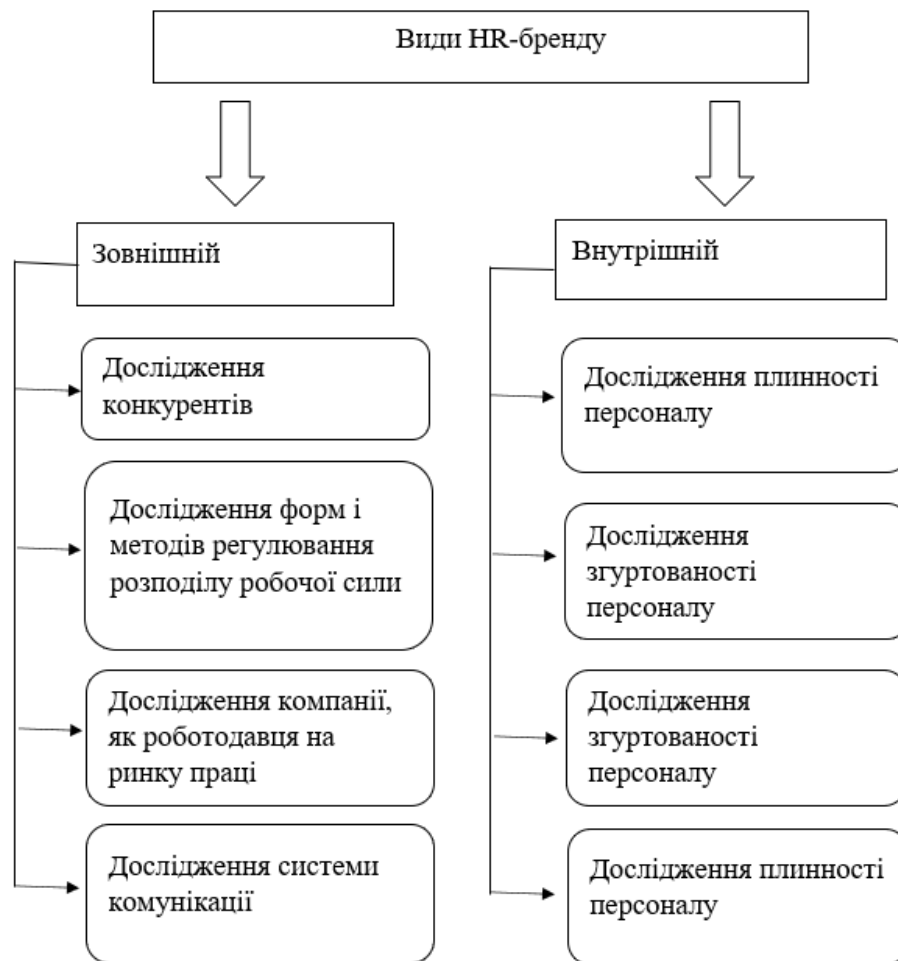 Види HR-бренду
Зовнішній
Дослідження
конкурентів
Дослідження форм і
методів регулювання
розподілу робочої сили
Дослідження компанії,
як роботодавця на
ринку праці
Дослідження системи
комунікації
Внутрішній
Дослідження плинності
персоналу
Дослідження
згуртованості
персоналу
Дослідження
згуртованості
персоналу
Дослідження плинності
персоналу